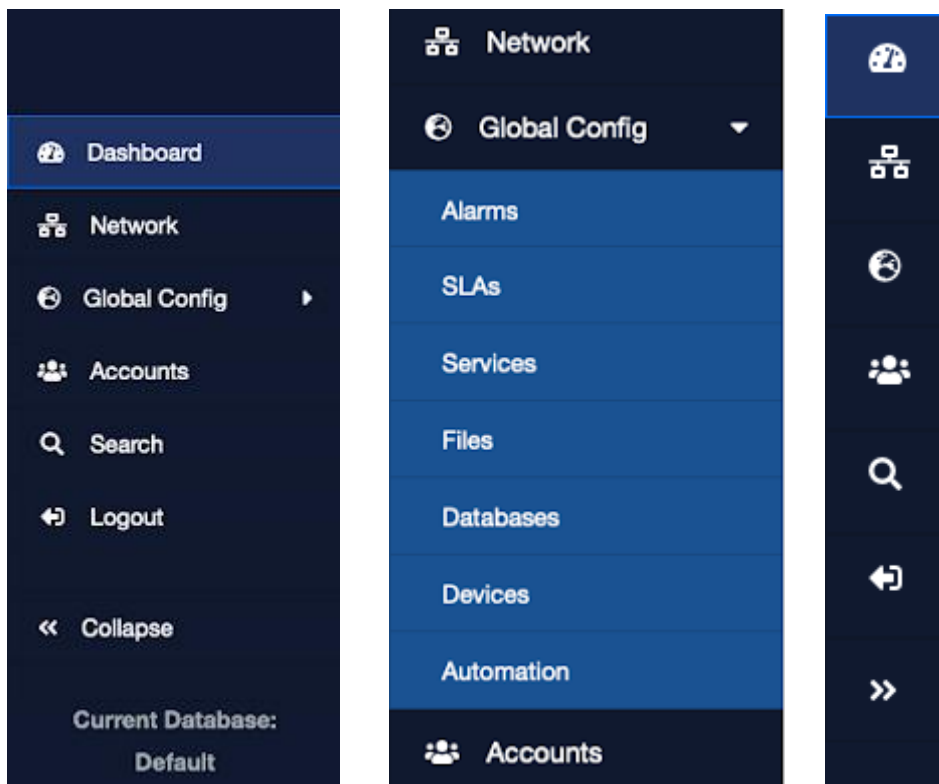 Dashboard
Network
Global Config
Accounts
Search
Logout
Collapse
Current Database:
Default
Network
Global Config
Alarms
SLAs
Services
Files
Databases
Devices
Automation
Accounts